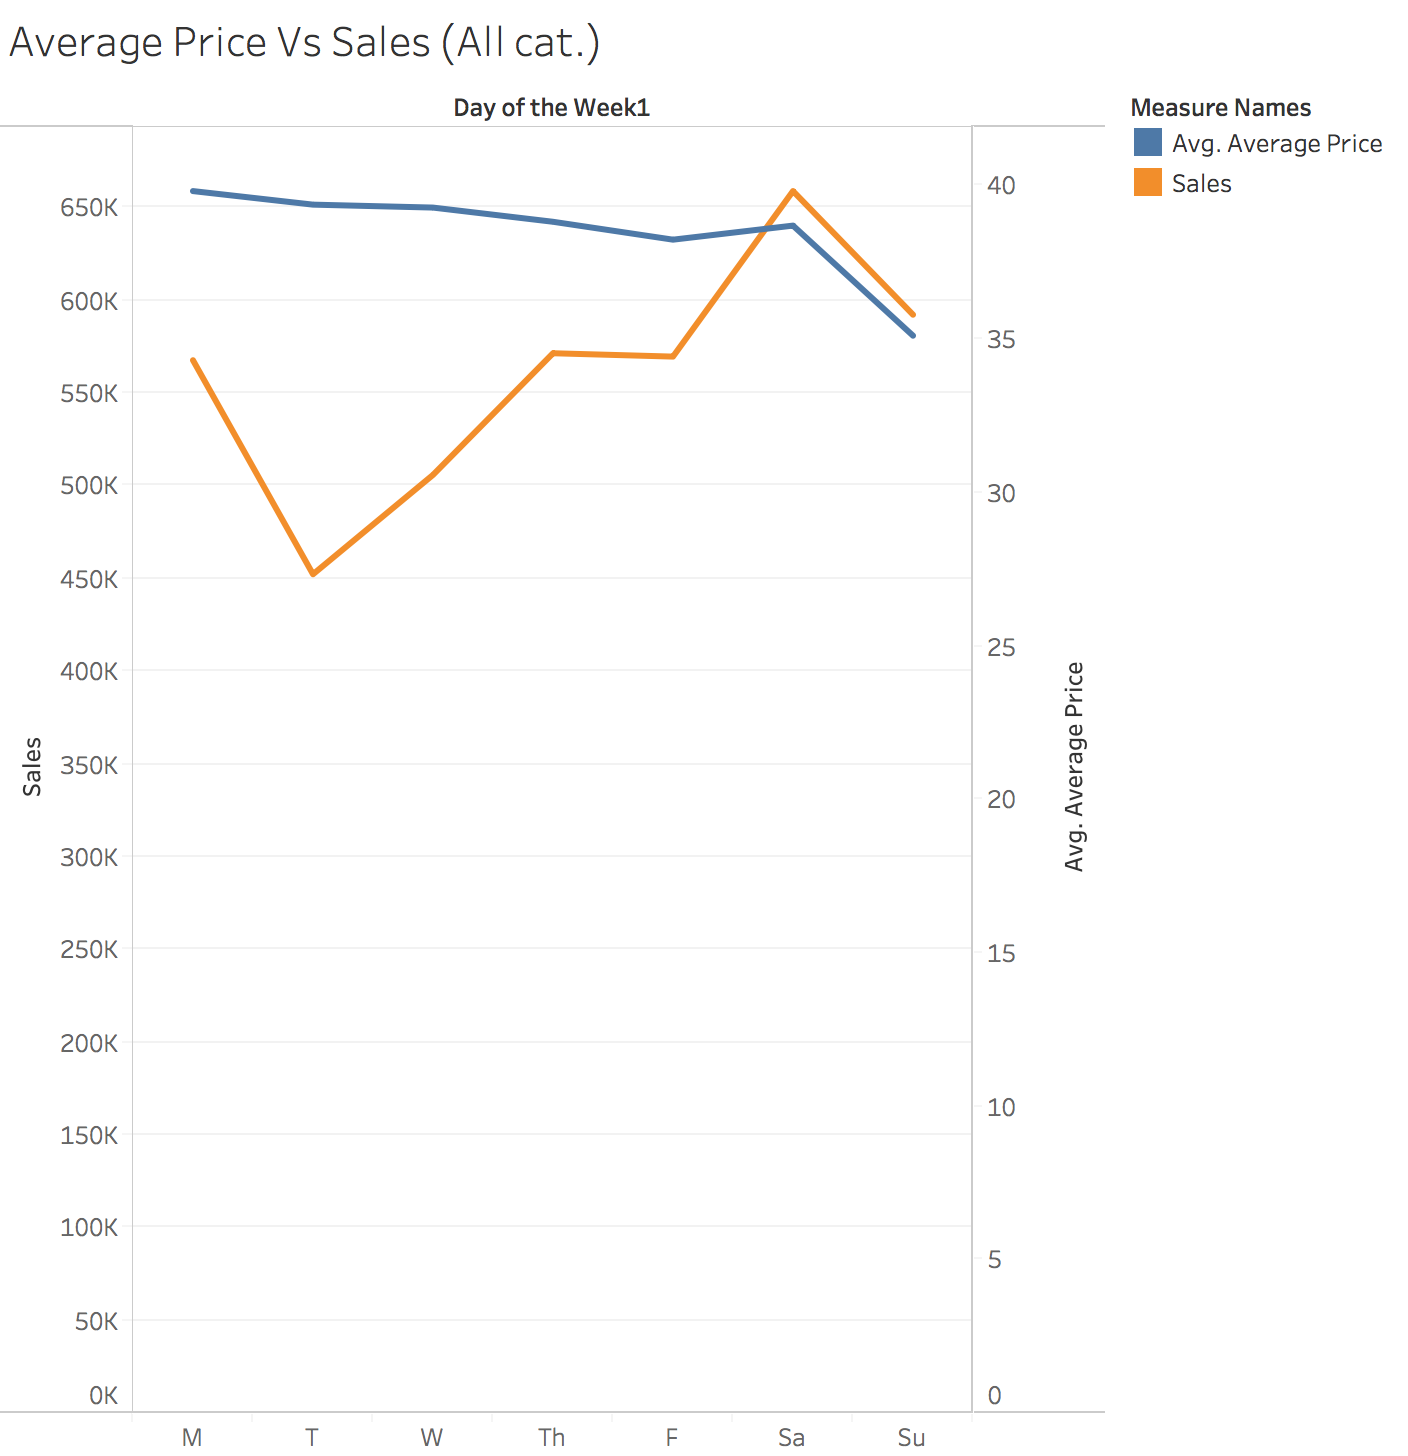 Average Price Vs Sales (All cat.)
Day of the Week1
Measure Names
Avg. Average Price
Sales
650K
600K
550K
500K
450K
400K
350K
300K
250K
200K
150K
100K
50K
0K
Sales
40
35
30
25
20
15
10
5
0
Avg. Average Price
M T W Th F Sa Su